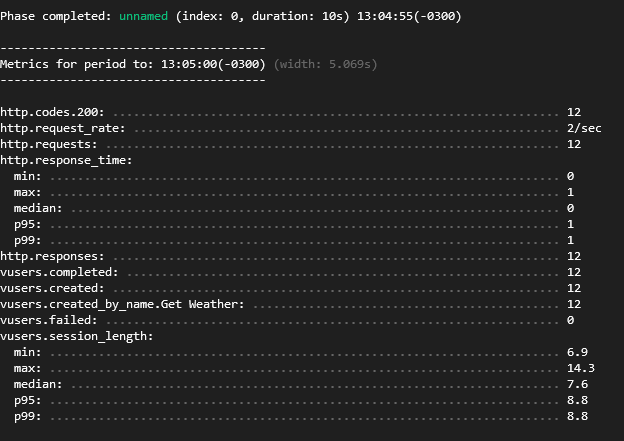 Phase completed: unnamed (index: 0, duration: 10s) 13:04:55(-0300)
--------------------------------------
Metrics for period to: 13:05:00(-0300) (width: 5.069s)
--------------------------------------
http.codes.200: ................................................................ 12
http.request_rate: ............................................................. 2/sec
http.requests: ................................................................. 12
http.response_time:
min: ......................................................................... 0
max: ......................................................................... 1
median: ...................................................................... 0
p95: ......................................................................... 1
p99: ......................................................................... 1
http.responses: ................................................................ 12
vusers.completed: .............................................................. 12
vusers.created: ................................................................ 12
vusers.created_by_name.Get Weather: ............................................ 12
vusers.failed: ................................................................. 0
vusers.session_length:
min: ......................................................................... 6.9
max: ......................................................................... 14.3
median: ...................................................................... 7.6
p95: ......................................................................... 8.8
p99: ......................................................................... 8.8